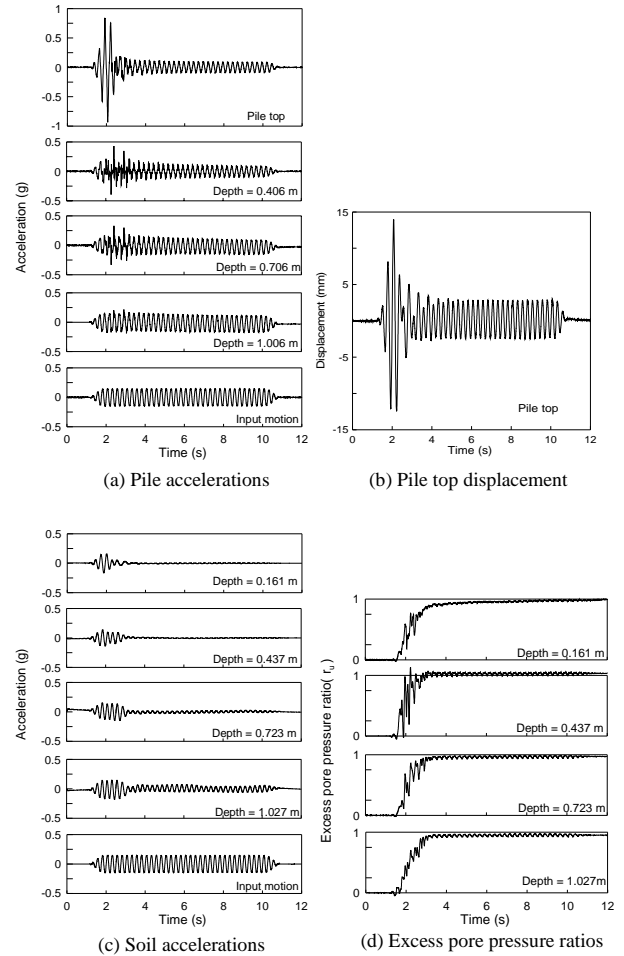 1
0.5
0
-0.5
-1
Pile top
0.5
0
-0.5
Depth = 0.406 m
0.5
0
-0.5
Depth = 0.706 m
0.5
0
-0.5
Depth = 1.006 m
0.5
0
-0.5
Input motion
Acceleration (g)
0 2 4 6 8 10 12
Time (s)
(a) Pile accelerations
15
5
-5
-15
Displacement (mm)
Pile top
0 2 4 6 8 10 12
Time (s)
(b) Pile top displacement
0.5
0
-0.5
Depth = 0.161 m
0.5
0
-0.5
Depth = 0.437 m
0.5
0
-0.5
Depth = 0.723 m
0.5
0
-0.5
Depth = 1.027 m
0.5
0
-0.5
Input motion
Acceleration (g)
0 2 4 6 8 10 12
Time (s)
(c) Soil accelerations
1
0
Depth = 0.161 m
1
0
Depth = 0.437 m
1
0
Depth = 0.723 m
1
0
Depth = 1.027m
Excess pore pressure ratio( ru)
0 2 4 6 8 10 12
Time (s)
(d) Excess pore pressure ratios